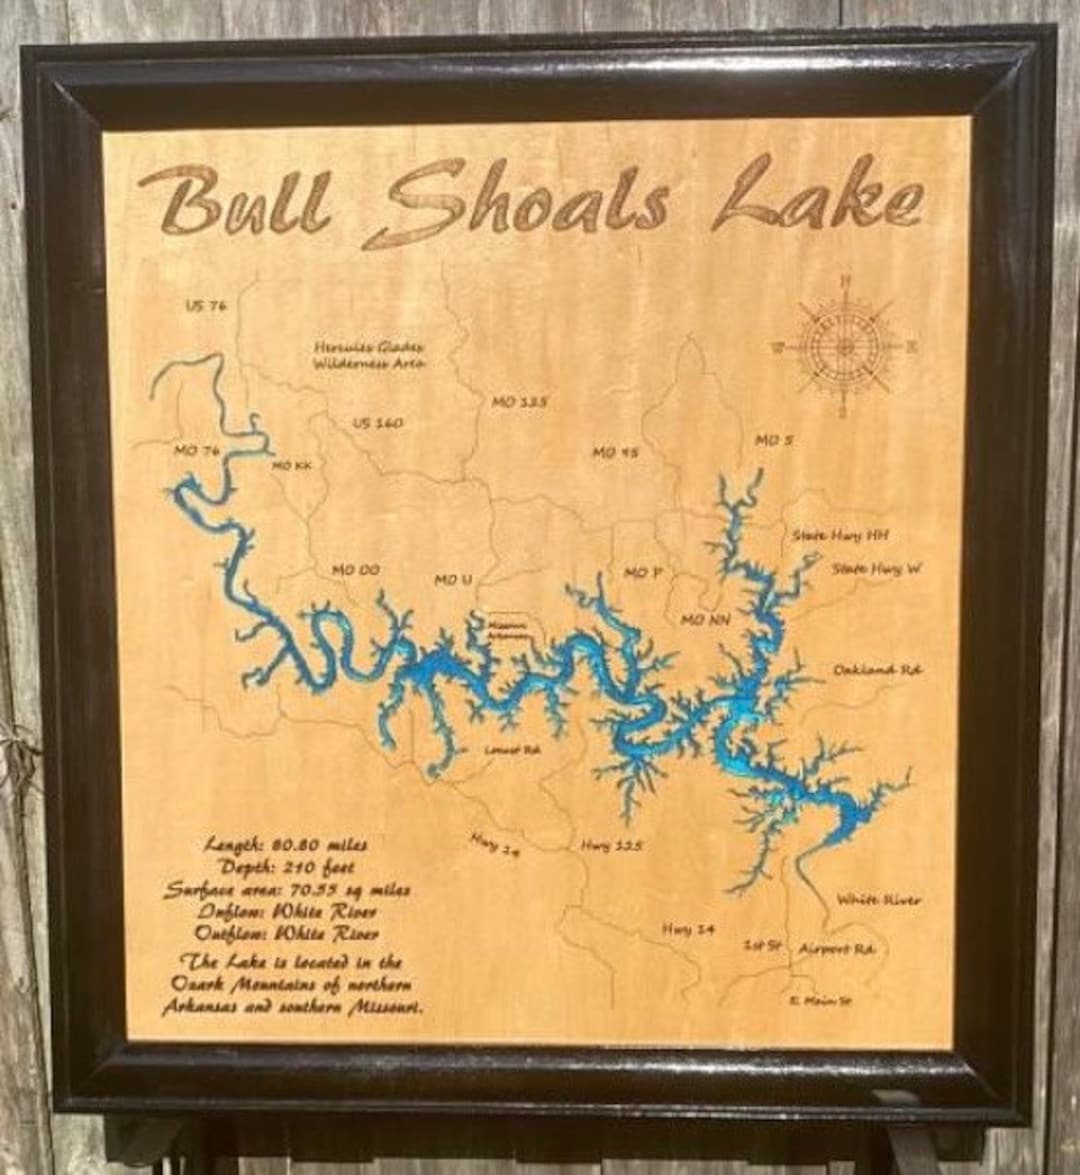 Bull Shoals Lake
N
W E
S
US 76
Hercules Glades
Wilderness Area
MO 125
US 160
MO 5
MO 76
MO 95
MO KK
State Hwy HH
State Hwy W
MO OO
MO U
MO P
MO NN
Missouri
Arkansas
Oakland Rd
Locust Rd
Hwy 14
Hwy 125
Length: 80.80 miles
Depth: 210 feet
Surface area: 70.55 sq miles
Inflow: White River
Outflow: White River
The Lake is located in the
Ozark Mountains of northern
Arkansas and southern Missouri.
White River
Hwy 14
1st St
Airport Rd
E Main St